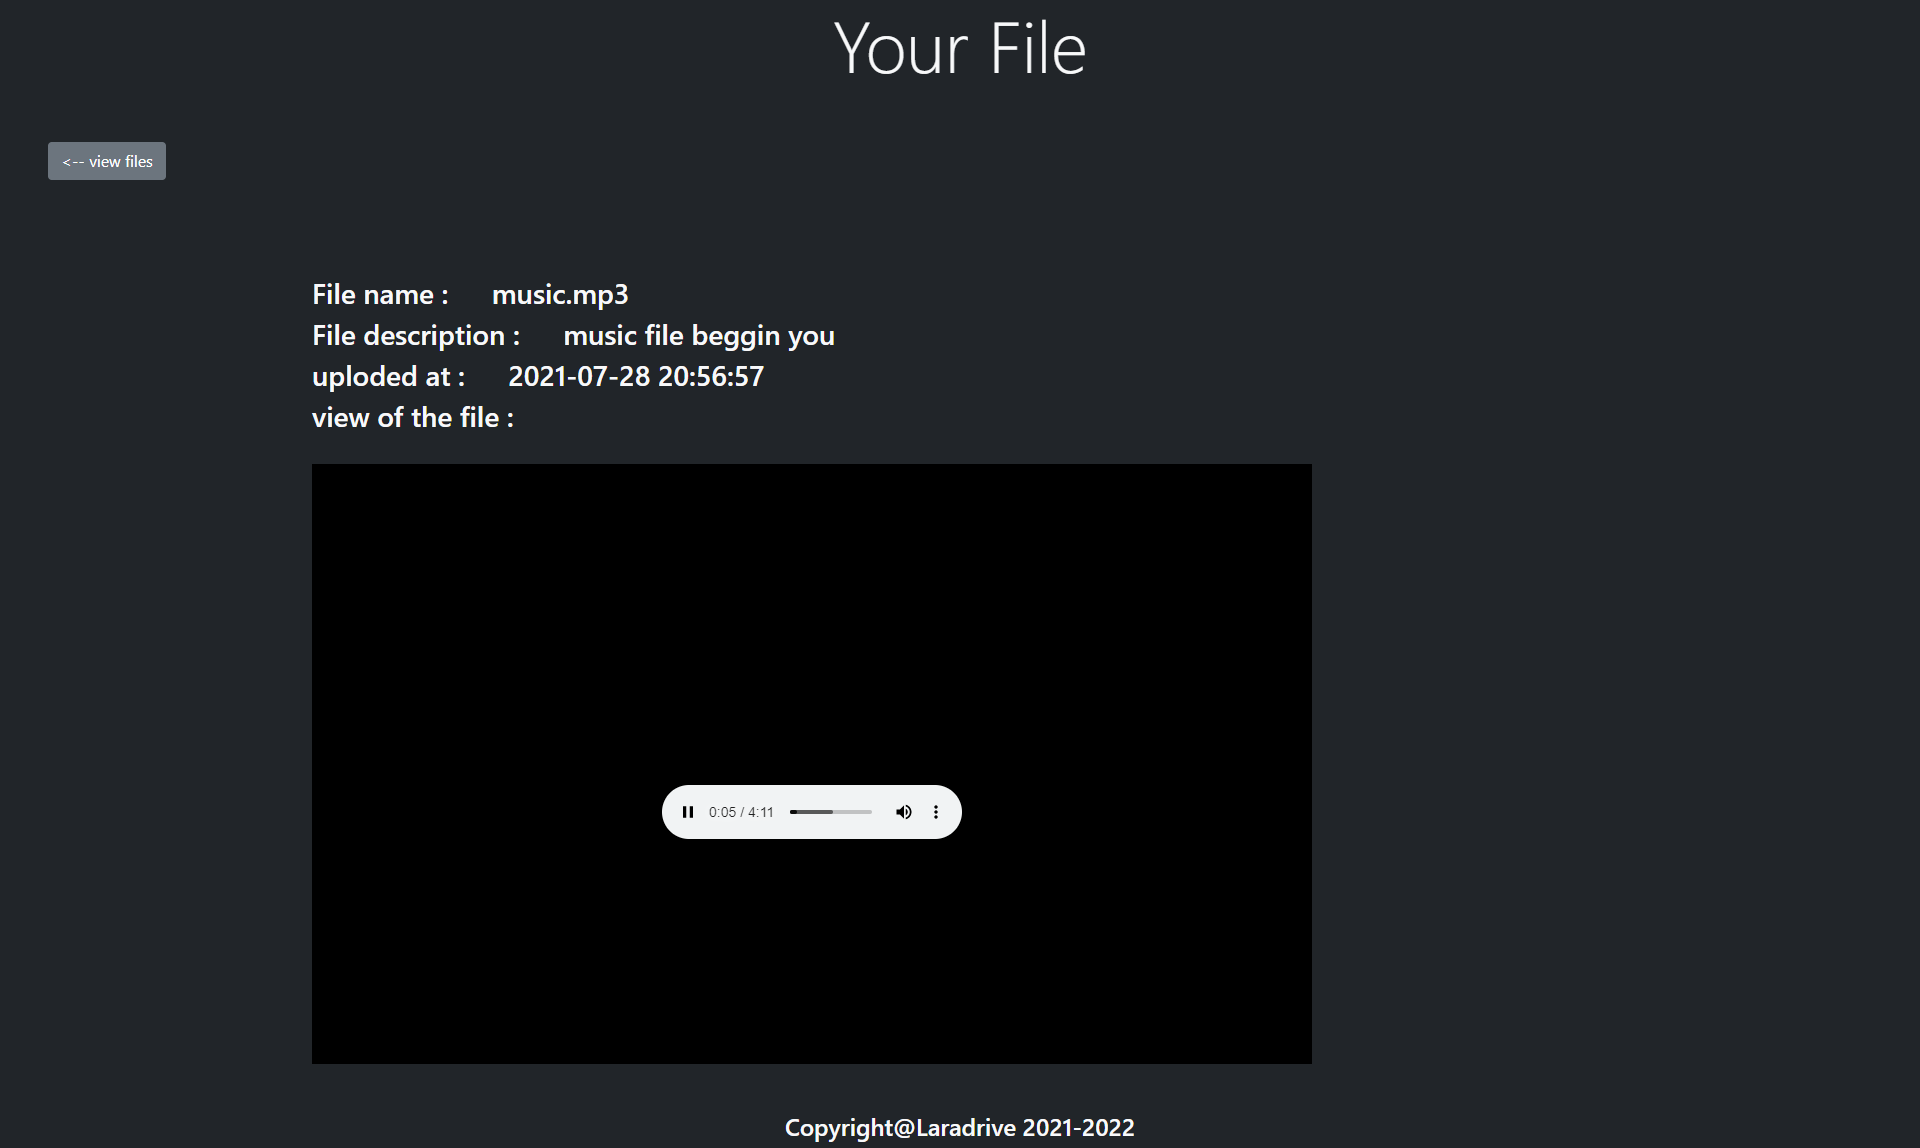 Your File
<-- view files
File name : music.mp3
File description : music file beggin you
uploded at : 2021-07-28 20:56:57
view of the file :
0:05 / 4:11
Copyright@Laradrive 2021-2022